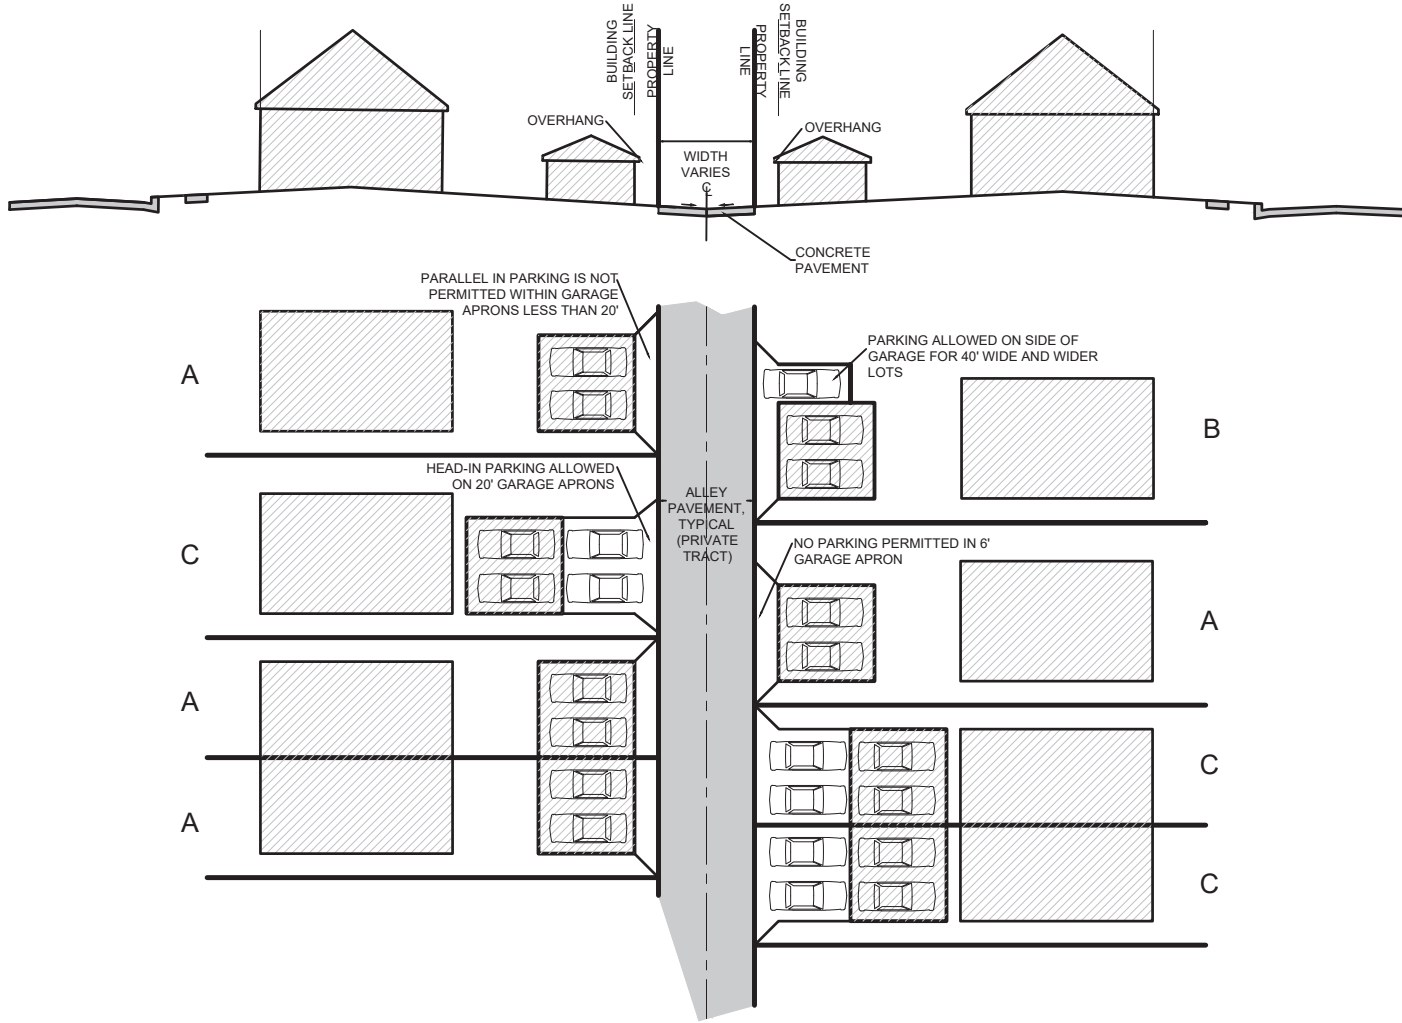 BUILDING
SETBACK LINE
PROPERTY
LINE
LINE
PROPERTY
SETBACK LINE
BUILDING
OVERHANG
OVERHANG
WIDTH
VARIES
CL
CONCRETE
PAVEMENT
PARALLEL IN PARKING IS NOT
PERMITTED WITHIN GARAGE
APRONS LESS THAN 20'
PARKING ALLOWED ON SIDE OF
GARAGE FOR 40' WIDE AND WIDER
LOTS
A
B
HEAD-IN PARKING ALLOWED
ON 20' GARAGE APRONS
ALLEY
PAVEMENT,
TYPICAL
(PRIVATE
TRACT)
NO PARKING PERMITTED IN 6'
GARAGE APRON
C
A
A
C
A
C